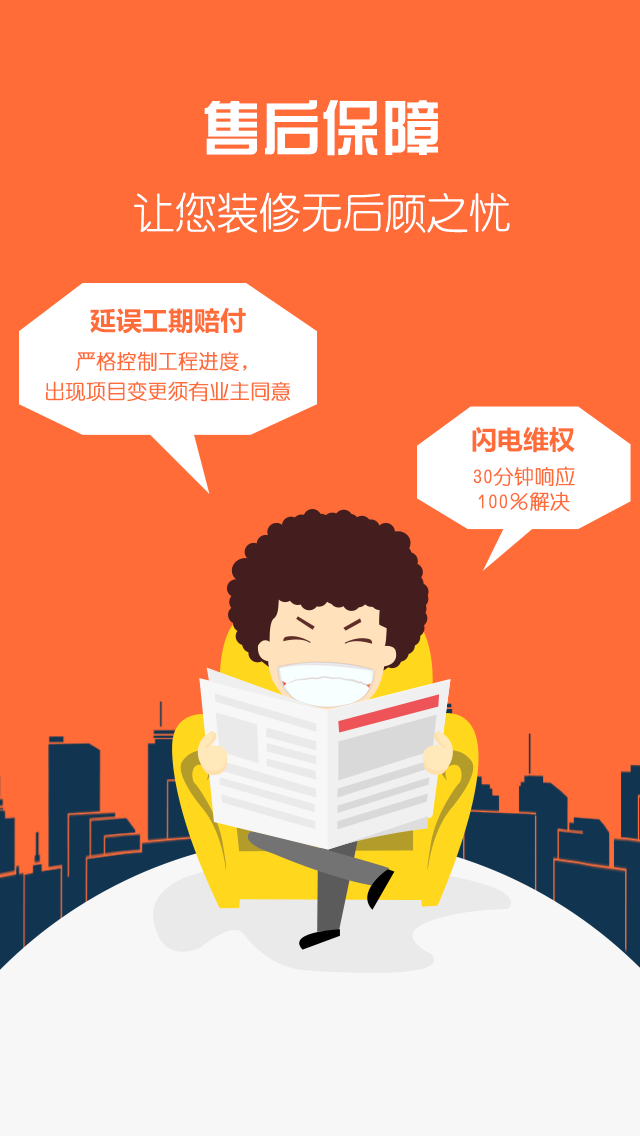 售后保障
让您装修无后顾之忧
延误工期赔付
严格控制工程进度，
出现项目变更须有业主同意
闪电维权
30分钟响应
100%解决